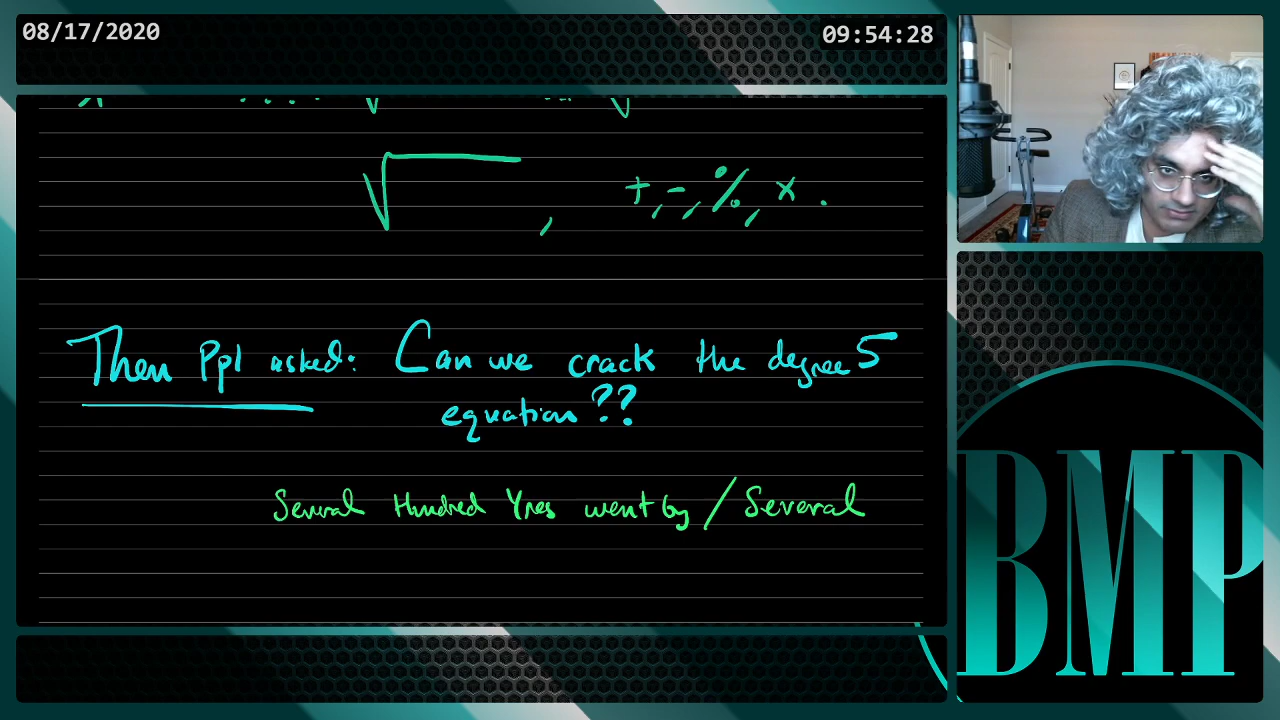 08/17/2020
09:54:28
√ , +, -, %, x .
Then Ppl asked: Can we crack the degree 5
equation??
Several Hundred Yres went by / Several
BMP